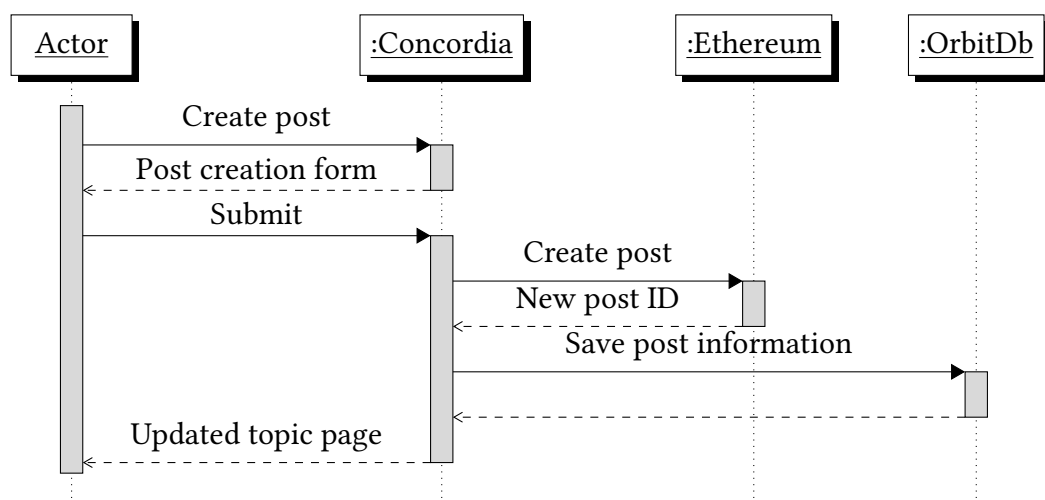 Actor
:Concordia
:Ethereum
:OrbitDb
Create post
Post creation form
Submit
Create post
New post ID
Save post information
Updated topic page